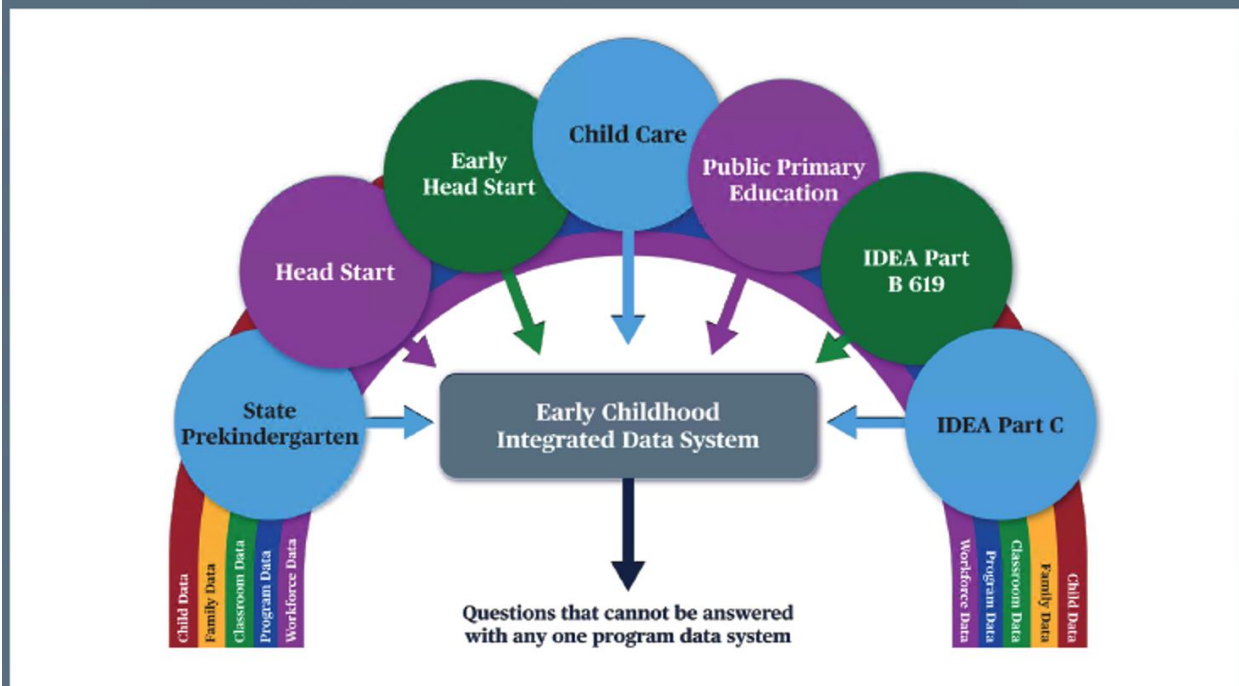 Child Care
Early
Head Start
Public Primary
Education
Head Start
IDEA Part
B 619
State
Prekindergarten
Early Childhood
Integrated Data System
IDEA Part C
Child Data
Family Data
Classroom Data
Program Data
Workforce Data
Questions that cannot be answered
with any one program data system
Workforce Data
Program Data
Classroom Data
Family Data
Child Data